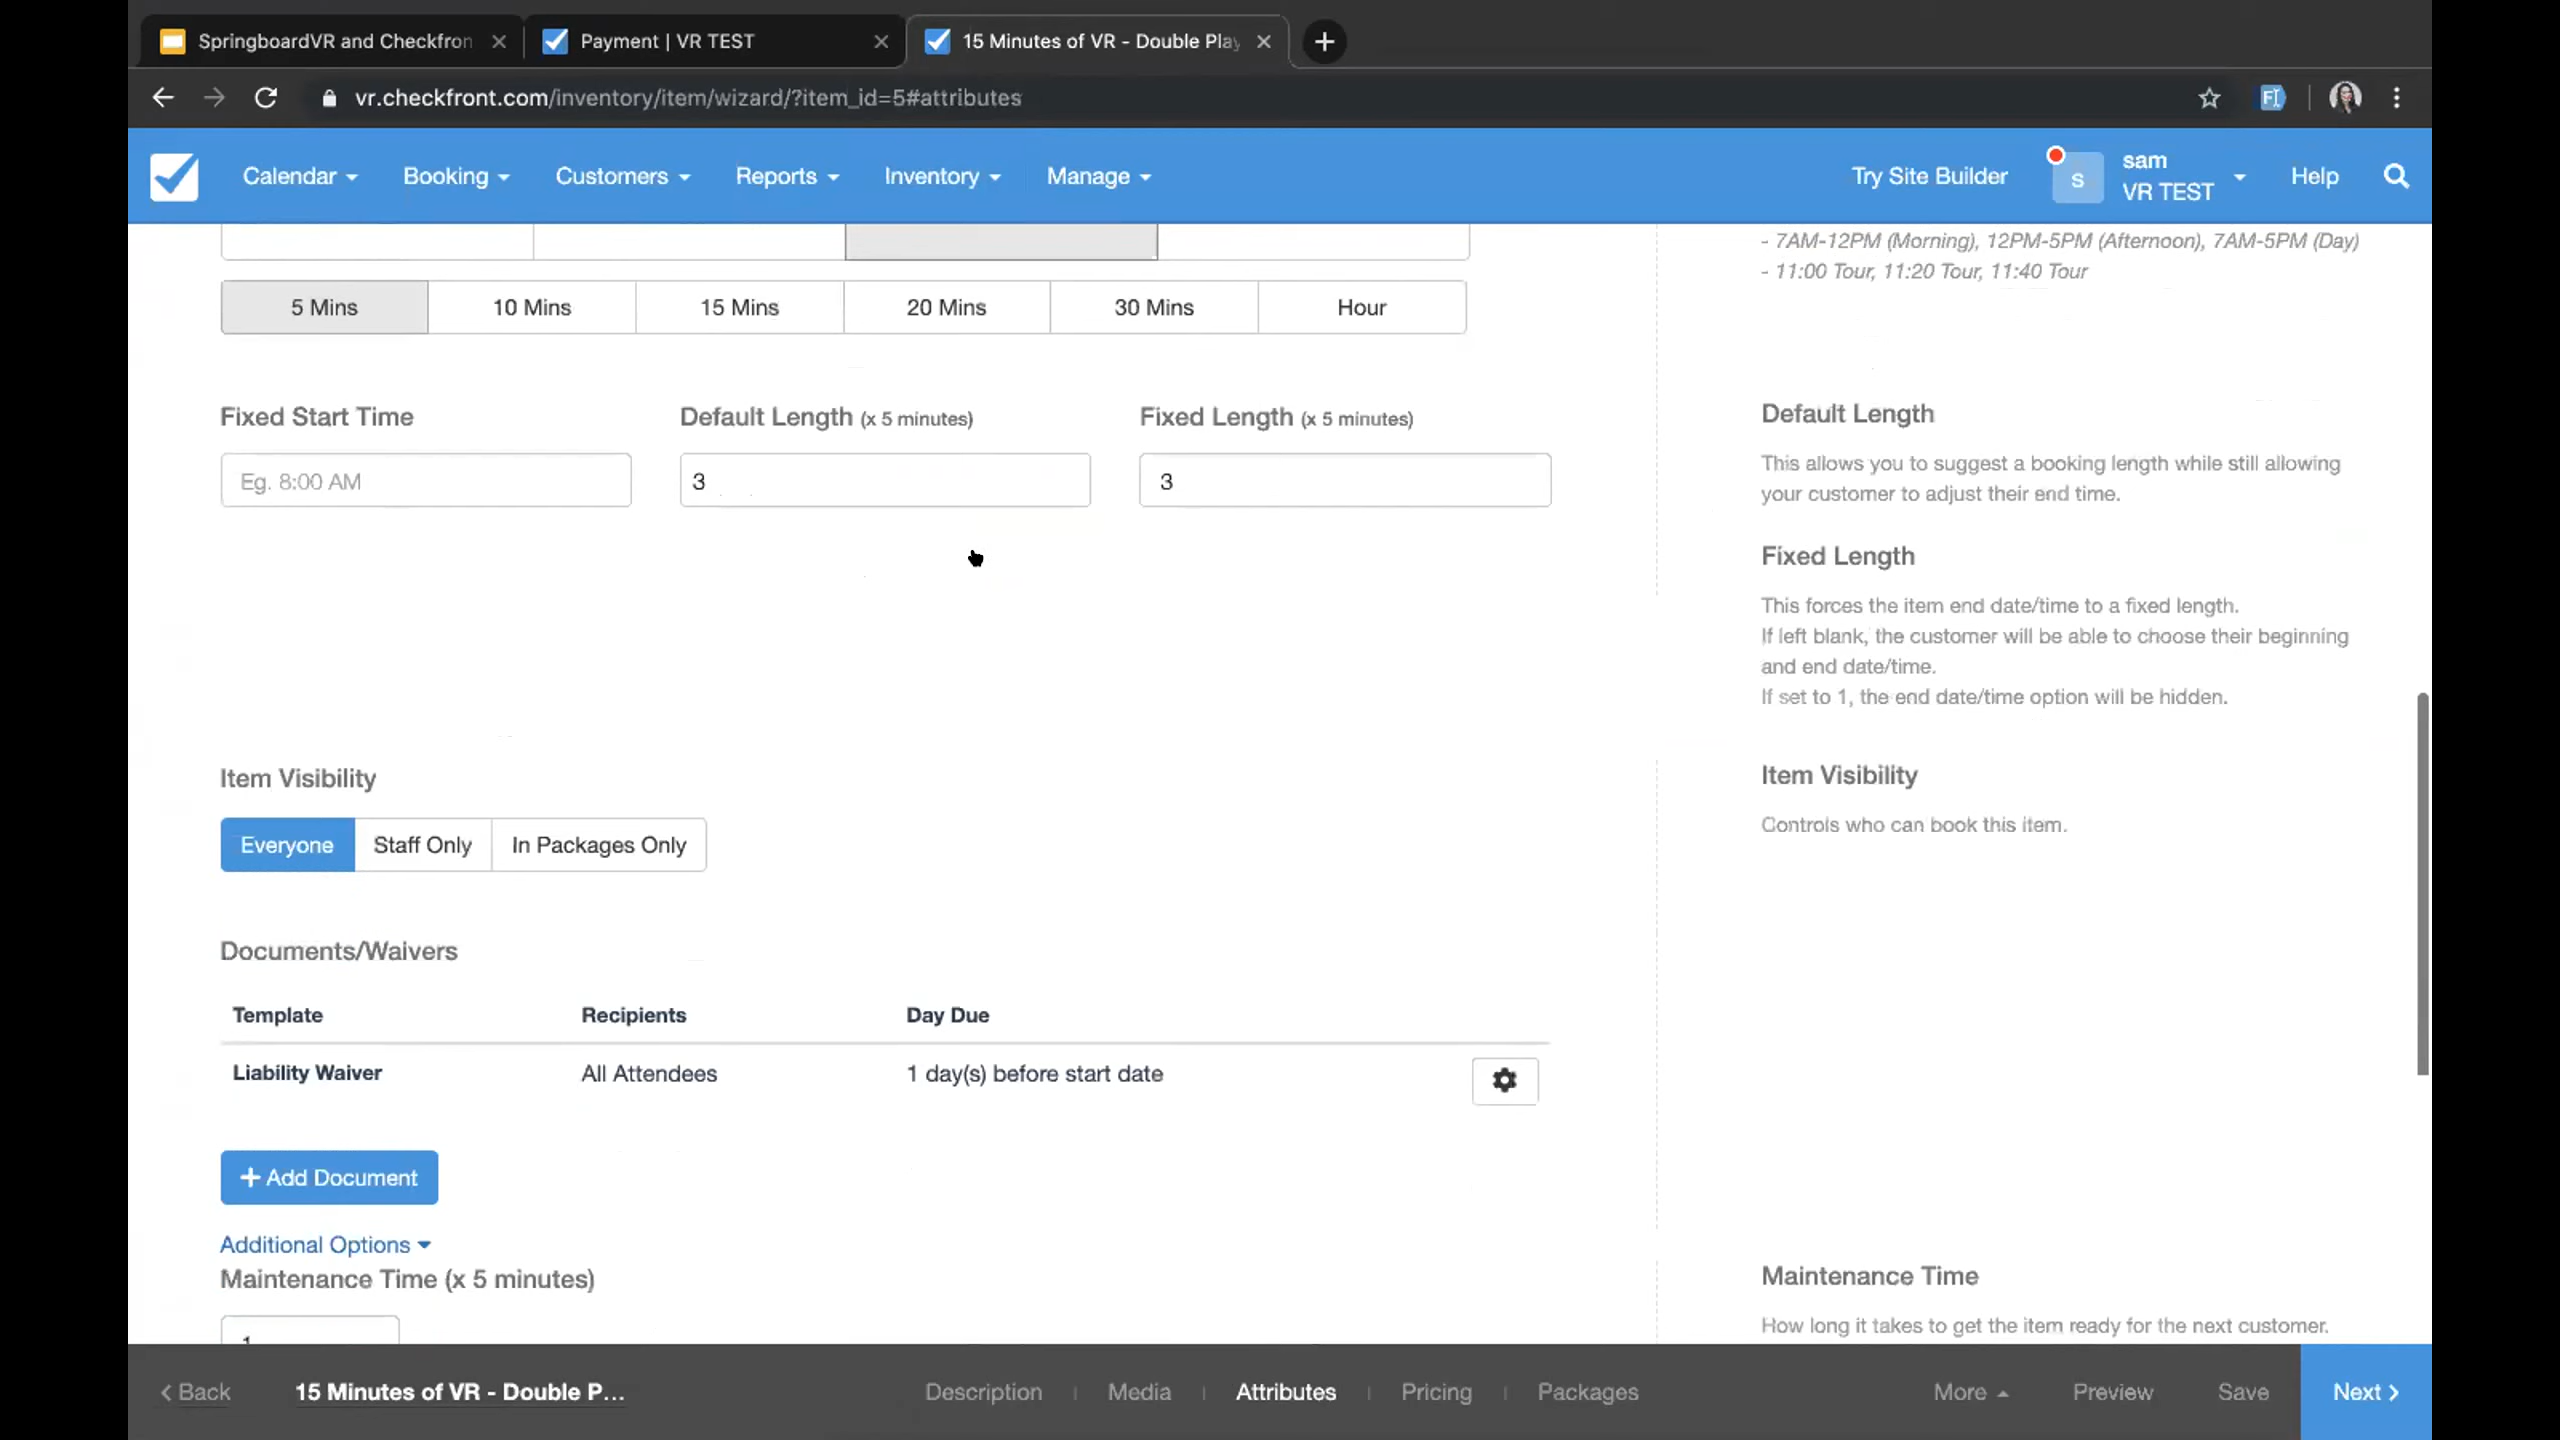 SpringboardVR and Checkfron
Payment | VR TEST
15 Minutes of VR - Double Play
vr.checkfront.com/inventory/item/wizard/?item_id=5#attributes
Calendar
Booking
Customers
Reports
Inventory
Manage
Try Site Builder
S
sam
VR TEST
Help
- 7AM-12PM (Morning), 12PM-5PM (Afternoon), 7AM-5PM (Day)
- 11:00 Tour, 11:20 Tour, 11:40 Tour
5 Mins
10 Mins
15 Mins
20 Mins
30 Mins
Hour
Fixed Start Time
Default Length (x 5 minutes)
Fixed Length (x 5 minutes)
Eg. 8:00 AM
3
3
Default Length
This allows you to suggest a booking length while still allowing
your customer to adjust their end time.
Fixed Length
This forces the item end date/time to a fixed length.
If left blank, the customer will be able to choose their beginning
and end date/time.
If set to 1, the end date/time option will be hidden.
Item Visibility
Everyone
Staff Only
In Packages Only
Item Visibility
Controls who can book this item.
Documents/Waivers
Template
Recipients
Day Due
Liability Waiver
All Attendees
1 day(s) before start date
+ Add Document
Additional Options
Maintenance Time (x 5 minutes)
Maintenance Time
How long it takes to get the item ready for the next customer.
< Back
15 Minutes of VR - Double P...
Description
Media
Attributes
Pricing
Packages
More
Preview
Save
Next >